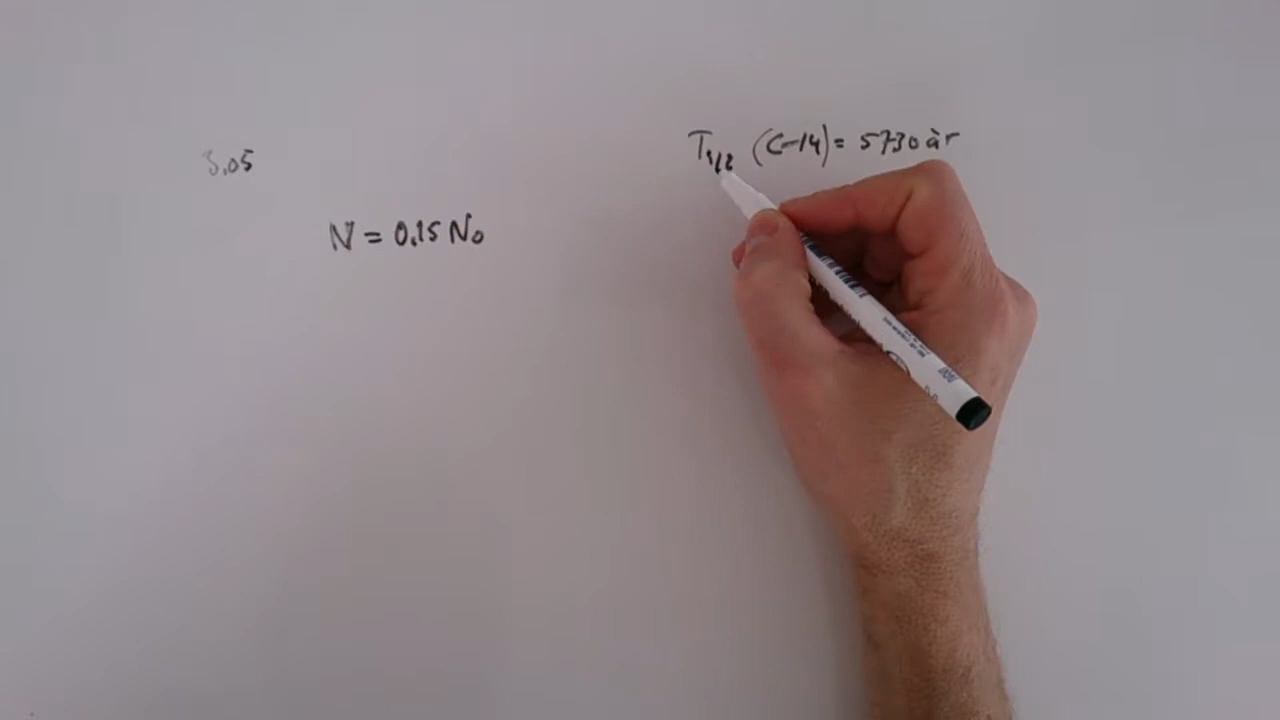 3.05
T1/2 (C-14) = 5730 år
N = 0,15 N0